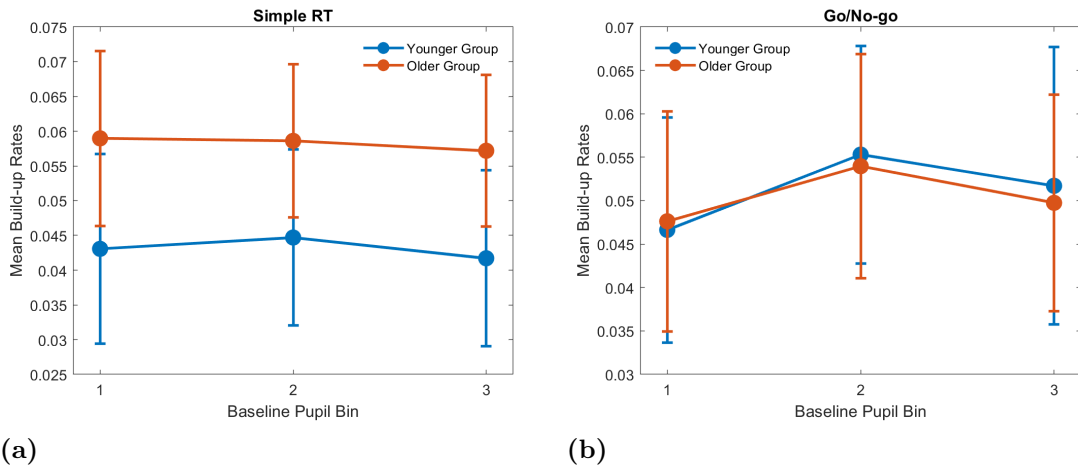 Simple RT
0.075
0.07
0.065
0.06
0.055
0.05
0.045
0.04
0.035
0.03
0.025
Mean Build-up Rates
Younger Group
Older Group
1 2 3
Baseline Pupil Bin
(a)
Go/No-go
0.07
0.065
0.06
0.055
0.05
0.045
0.04
0.035
0.03
Mean Build-up Rates
Younger Group
Older Group
1 2 3
Baseline Pupil Bin
(b)